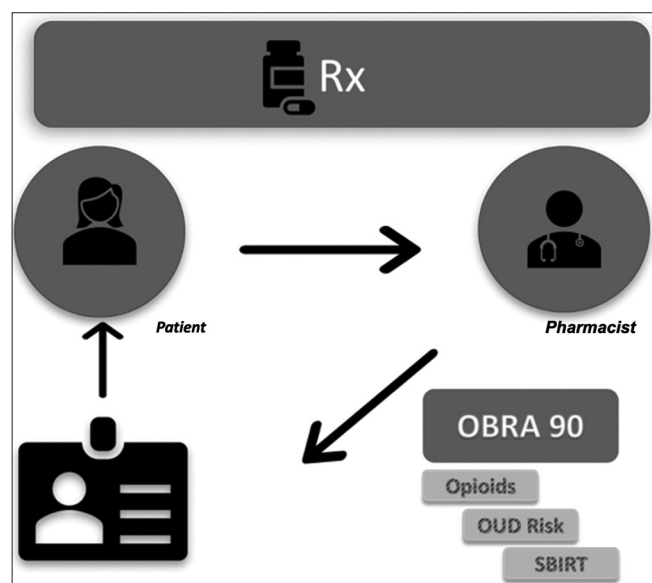 Rx
Patient
Pharmacist
OBRA 90
Opioids
OUD Risk
SBIRT